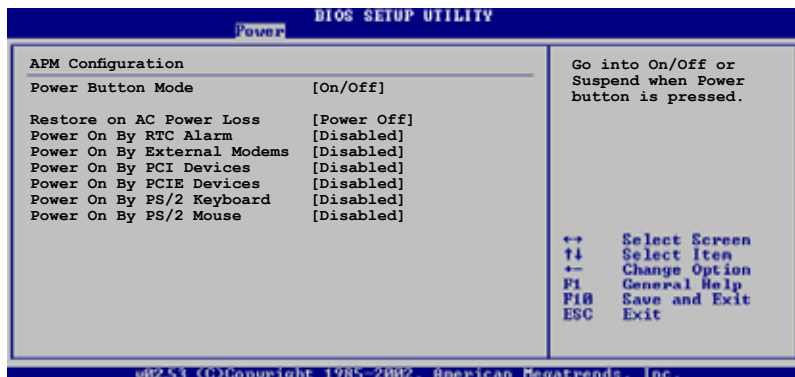 BIOS SETUP UTILITY
Power
APM Configuration
Power Button Mode [On/Off]
Restore on AC Power Loss [Power Off]
Power On By RTC Alarm [Disabled]
Power On By External Modems [Disabled]
Power On By PCI Devices [Disabled]
Power On By PCIE Devices [Disabled]
Power On By PS/2 Keyboard [Disabled]
Power On By PS/2 Mouse [Disabled]
Go into On/Off or
Suspend when Power
button is pressed.
↔ Select Screen
↑↓ Select Item
+- Change Option
F1 General Help
F10 Save and Exit
ESC Exit
v02.53 (C)Copyright 1985-2002, American Megatrends, Inc.